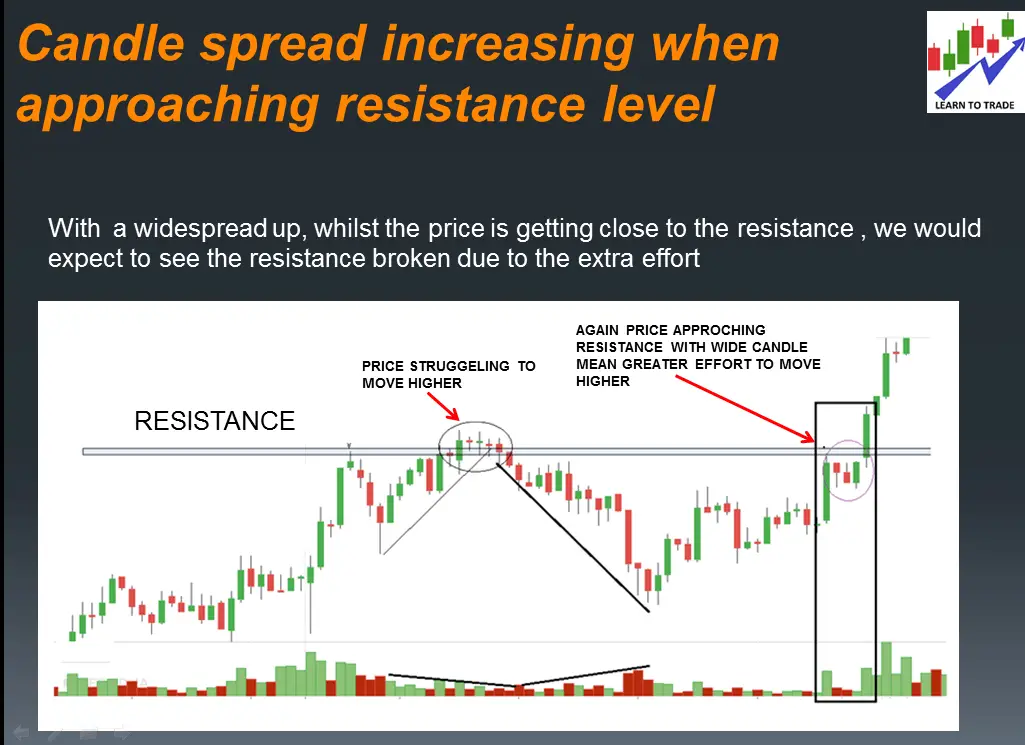 Candle spread increasing when
approaching resistance level
LEARN TO TRADE
With a widespread up, whilst the price is getting close to the resistance , we would
expect to see the resistance broken due to the extra effort
AGAIN PRICE APPROCHING
RESISTANCE WITH WIDE CANDLE
MEAN GREATER EFFORT TO MOVE
HIGHER
PRICE STRUGGELING TO
MOVE HIGHER
RESISTANCE